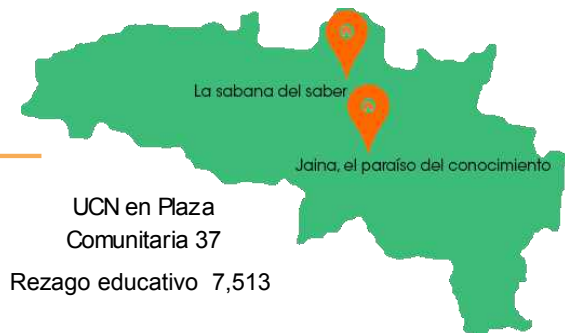 La sabana del saber
Jaina, el paraíso del conocimiento
UCN en Plaza
Comunitaria 37
Rezago educativo 7,513